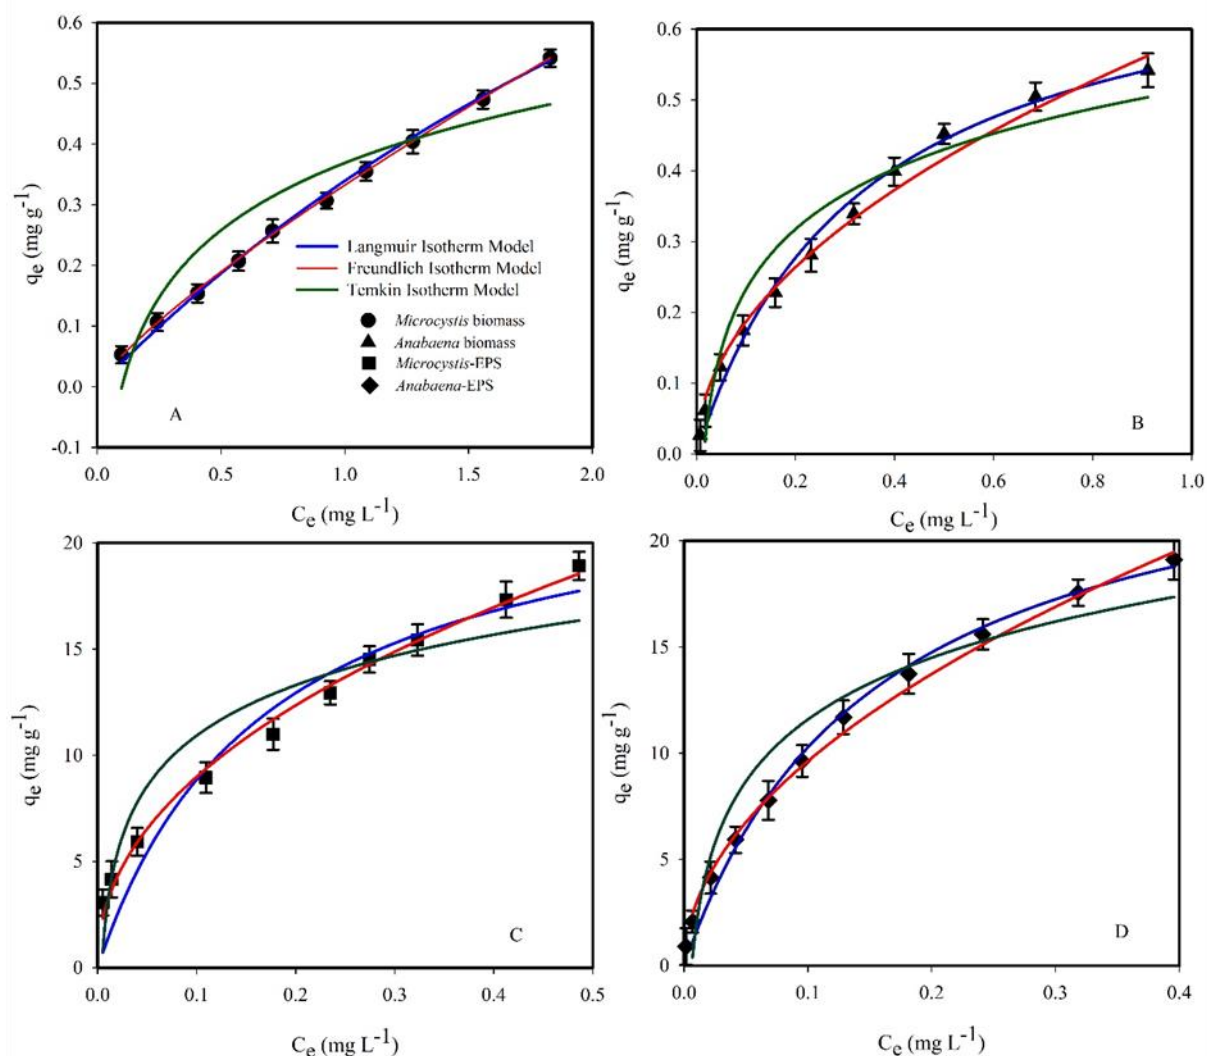 0.6
0.5
0.4
0.3
0.2
0.1
0.0
-0.1
qe (mg g-1)
Langmuir Isotherm Model
Freundlich Isotherm Model
Temkin Isotherm Model
Microcystis biomass
Anabaena biomass
Microcystis-EPS
Anabaena-EPS
A
0.0 0.5 1.0 1.5 2.0
Ce (mg L-1)
0.6
0.5
0.4
0.3
0.2
0.1
0.0
qe (mg g-1)
B
0.0 0.2 0.4 0.6 0.8 1.0
Ce (mg L-1)
20
15
10
5
0
qe (mg g-1)
C
0.0 0.1 0.2 0.3 0.4 0.5
Ce (mg L-1)
20
15
10
5
0
qe (mg g-1)
D
0.0 0.1 0.2 0.3 0.4
Ce (mg L-1)